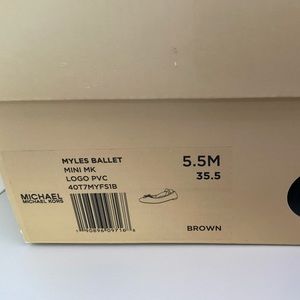 MYLES BALLET
MINI MK
LOGO PVC
40T7MYFS1B
5.5M
35.5
MICHAEL
MICHAEL KORS
BROWN